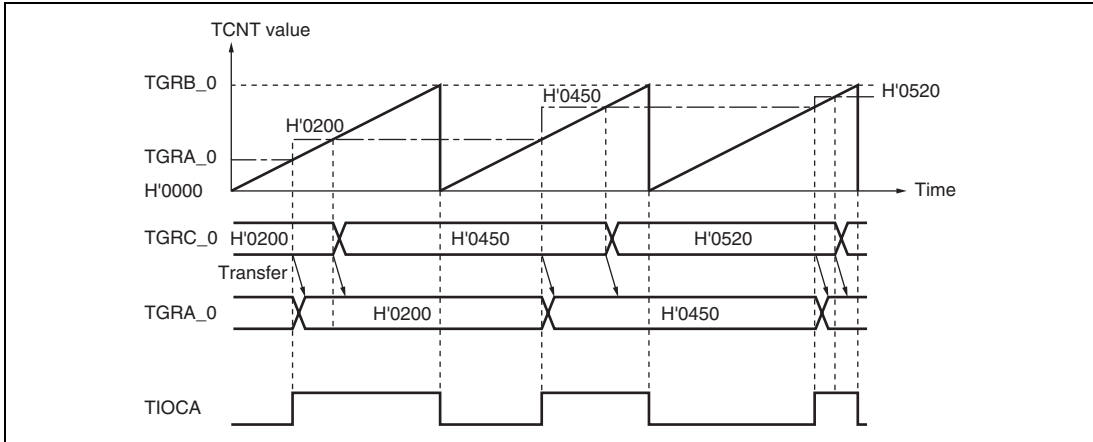 TCNT value
TGRB_0
H'0450
H'0520
H'0200
TGRA_0
H'0000
Time
TGRC_0
H'0200
H'0450
H'0520
Transfer
TGRA_0
H'0200
H'0450
TIOCA